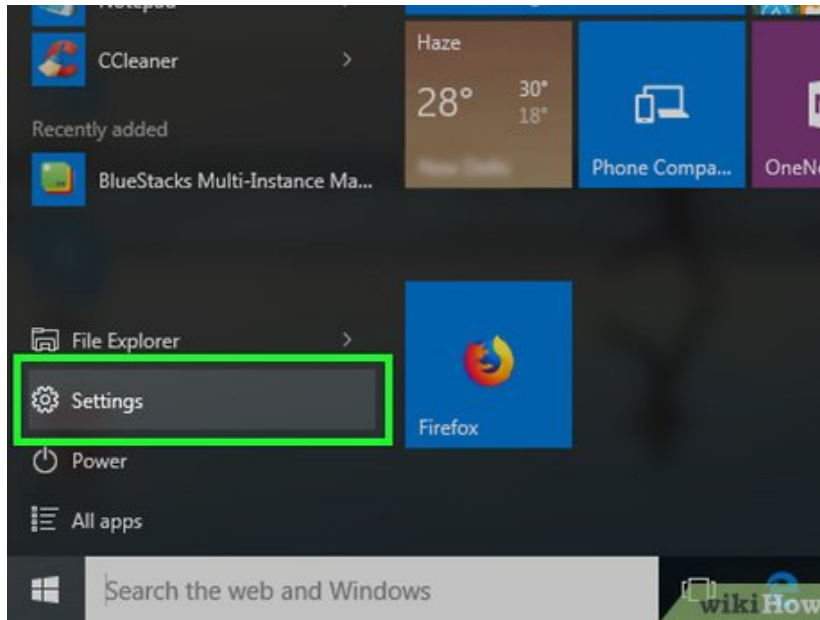 Notepad
CCleaner
Recently added
BlueStacks Multi-Instance Ma...
File Explorer
Settings
Power
All apps
Haze
28° 30°
18°
Phone Compa...
Firefox
Search the web and Windows
wikiHow